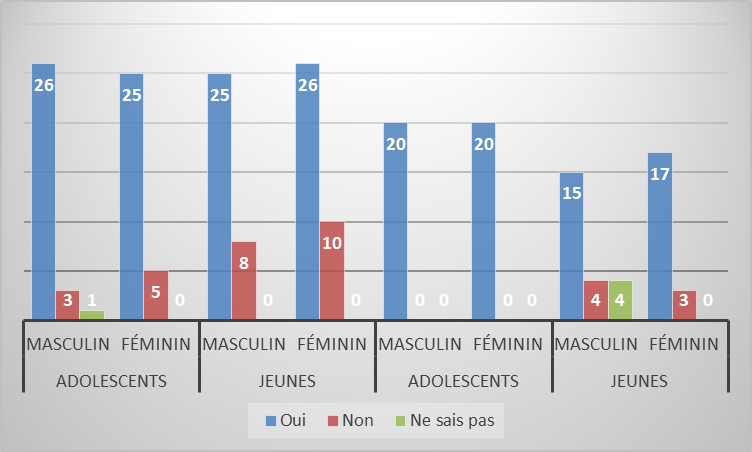 26 3 1 25 5 0 25 8 0 26 10 0 20 0 0 20 0 0 15 4 4 17 3 0
MASCULIN FÉMININ MASCULIN FÉMININ MASCULIN FÉMININ MASCULIN FÉMININ
ADOLESCENTS JEUNES ADOLESCENTS JEUNES
Oui Non Ne sais pas